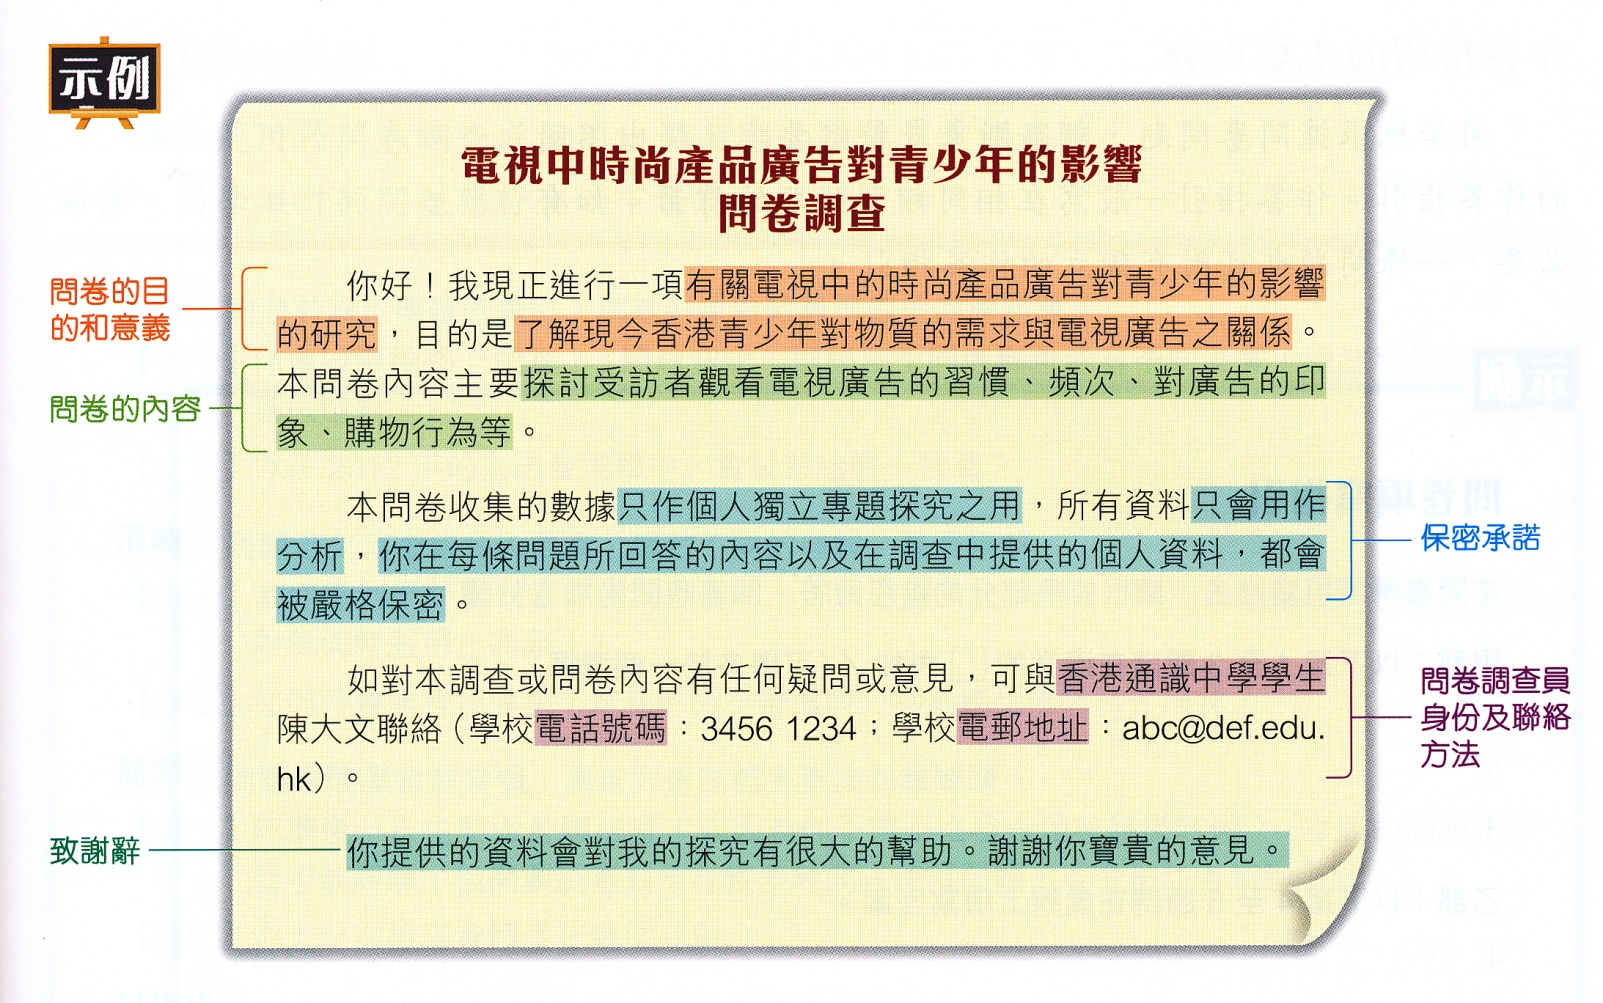 示例
電視中時尚產品廣告對青少年的影響
問卷調查
問卷的目
的和意義
你好！我現正進行一項有關電視中的時尚產品廣告對青少年的影響
的研究，目的是了解現今香港青少年對物質的需求與電視廣告之關係。
問卷的內容
本問卷內容主要探討受訪者觀看電視廣告的習慣、頻次、對廣告的印
象、購物行為等。
本問卷收集的數據只作個人獨立專題探究之用，所有資料只會用作
分析，你在每條問題所回答的內容以及在調查中提供的個人資料，都會
被嚴格保密。
保密承諾
如對本調查或問卷內容有任何疑問或意見，可與香港通識中學學生
陳大文聯絡（學校電話號碼：3456 1234；學校電郵地址：abc@def.edu.
hk）。
問卷調查員
身份及聯絡
方法
致謝辭
你提供的資料會對我的探究有很大的幫助。謝謝你寶貴的意見。